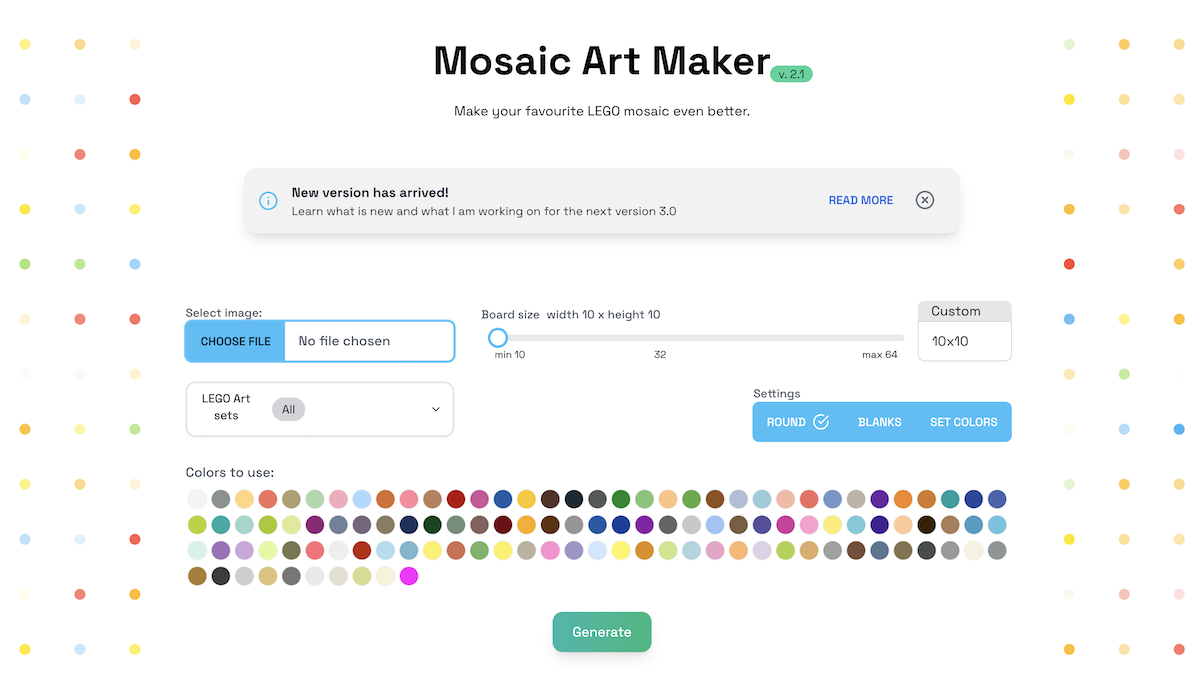 Mosaic Art Maker
v. 2.1
Make your favourite LEGO mosaic even better.
New version has arrived!
Learn what is new and what I am working on for the next version 3.0
READ MORE
Select image:
CHOOSE FILE No file chosen
Board size width 10 x height 10
min 10 32 max 64
Custom
10x10
LEGO Art
sets
All
Settings
ROUND BLANKS SET COLORS
Colors to use:
Generate